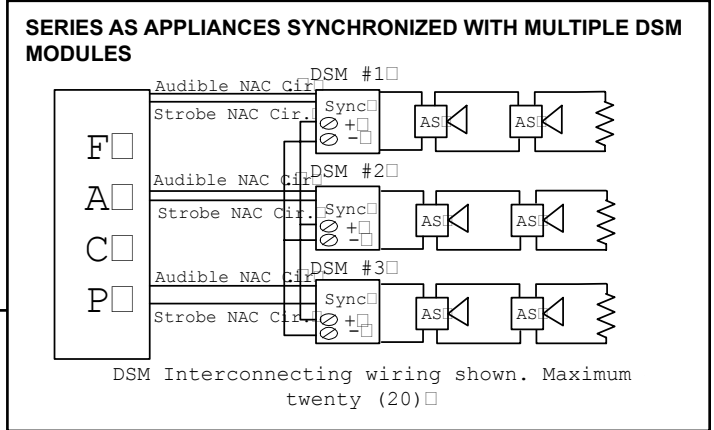 SERIES AS APPLIANCES SYNCHRONIZED WITH MULTIPLE DSM
MODULES
DSM #1
Audible NAC Cir.
Strobe NAC Cir.
Sync
+
-
AS
AS
F
A
C
P
DSM #2
Audible NAC Cir
Strobe NAC Cir.
Sync
+
-
AS
AS
DSM #3
Audible NAC Cir
Strobe NAC Cir.
Sync
+
-
AS
AS
DSM Interconnecting wiring shown. Maximum
twenty (20)